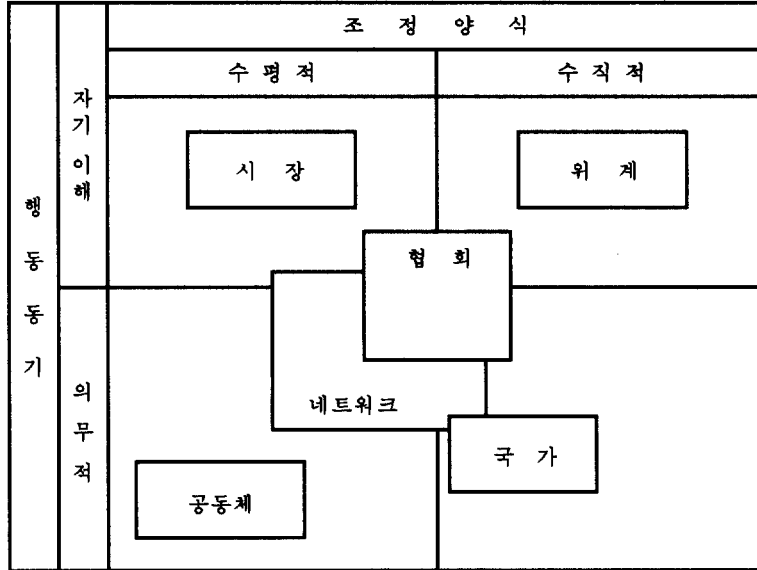 조 정 양 식
수평적
수직적
행동동기
자기이해
시 장
위 계
협 회
의무적
네트워크
국 가
공동체